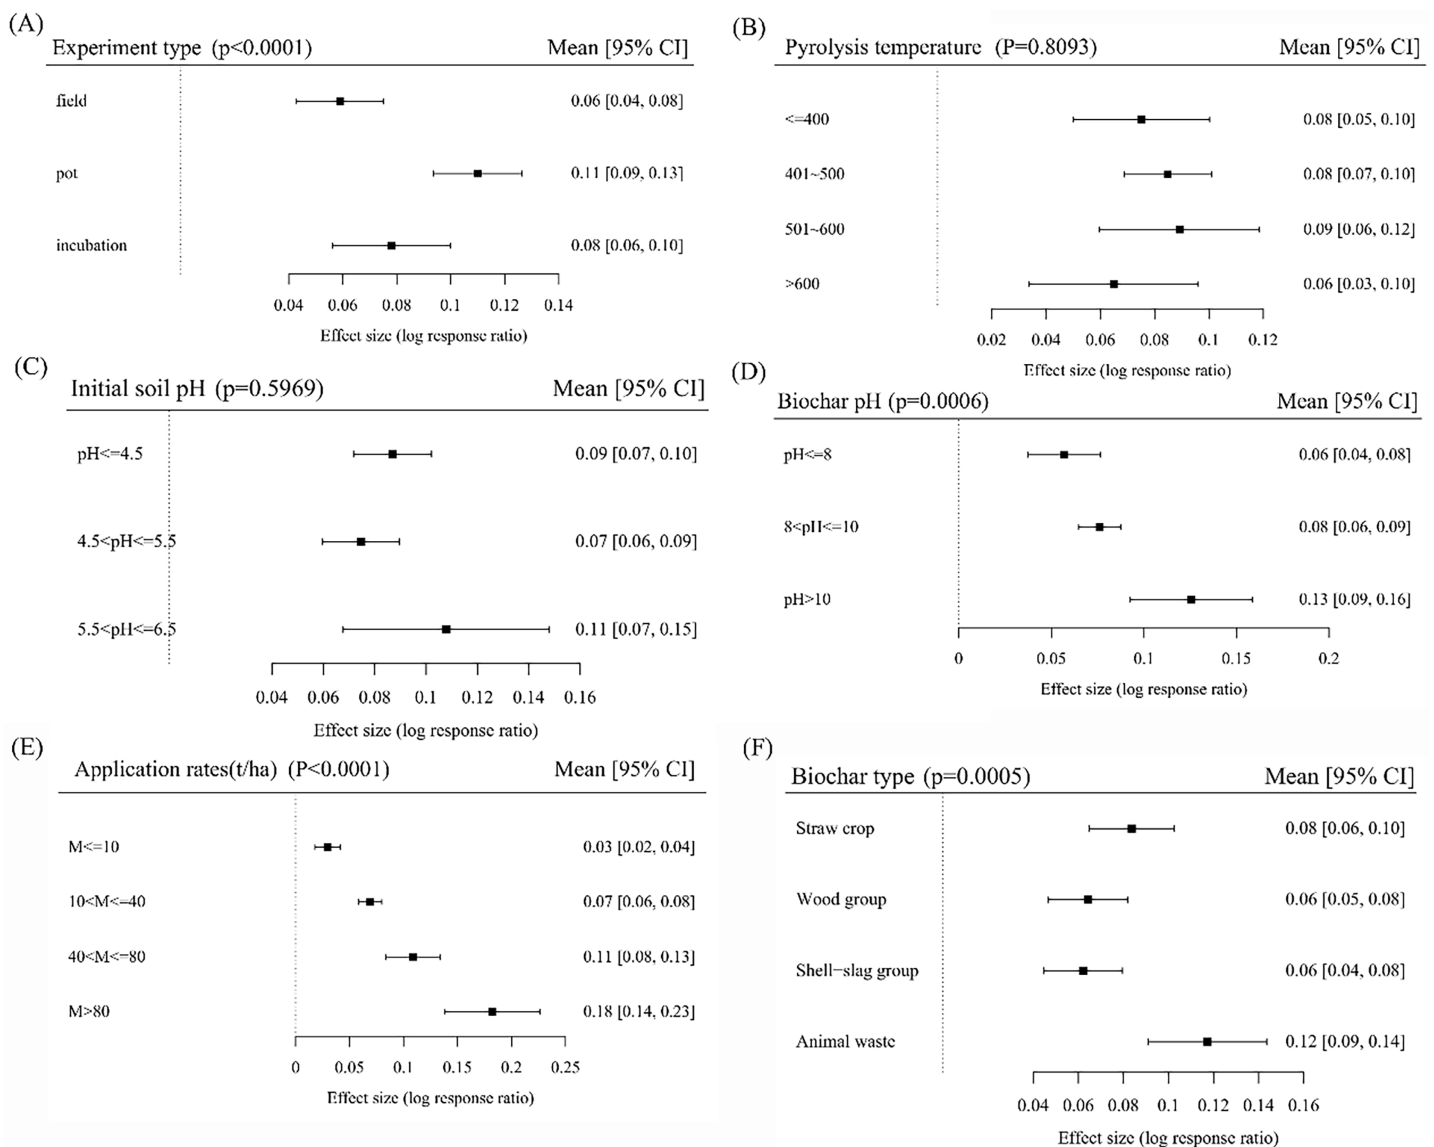 (A)
Experiment type (p<0.0001) Mean [95% CI]
field 0.06 [0.04, 0.08]
pot 0.11 [0.09, 0.13]
incubation 0.08 [0.06, 0.10]
0.04 0.06 0.08 0.1 0.12 0.14
Effect size (log response ratio)
(B)
Pyrolysis temperature (P=0.8093) Mean [95% CI]
<=400 0.08 [0.05, 0.10]
401~500 0.08 [0.07, 0.10]
501~600 0.09 [0.06, 0.12]
>600 0.06 [0.03, 0.10]
0.02 0.04 0.06 0.08 0.1 0.12
Effect size (log response ratio)
(C)
Initial soil pH (p=0.5969) Mean [95% CI]
pH<=4.5 0.09 [0.07, 0.10]
4.5<pH<=5.5 0.07 [0.06, 0.09]
5.5<pH<=6.5 0.11 [0.07, 0.15]
0.04 0.06 0.08 0.1 0.12 0.14 0.16
Effect size (log response ratio)
(D)
Biochar pH (p=0.0006) Mean [95% CI]
pH<=8 0.06 [0.04, 0.08]
8<pH<=10 0.08 [0.06, 0.09]
pH>10 0.13 [0.09, 0.16]
0 0.05 0.1 0.15 0.2
Effect size (log response ratio)
(E)
Application rates(t/ha) (P<0.0001) Mean [95% CI]
M<=10 0.03 [0.02, 0.04]
10<M<=40 0.07 [0.06, 0.08]
40<M<=80 0.11 [0.08, 0.13]
M>80 0.18 [0.14, 0.23]
0 0.05 0.1 0.15 0.2 0.25
Effect size (log response ratio)
(F)
Biochar type (p=0.0005) Mean [95% CI]
Straw crop 0.08 [0.06, 0.10]
Wood group 0.06 [0.05, 0.08]
Shell−slag group 0.06 [0.04, 0.08]
Animal waste 0.12 [0.09, 0.14]
0.04 0.06 0.08 0.1 0.12 0.14 0.16
Effect size (log response ratio)